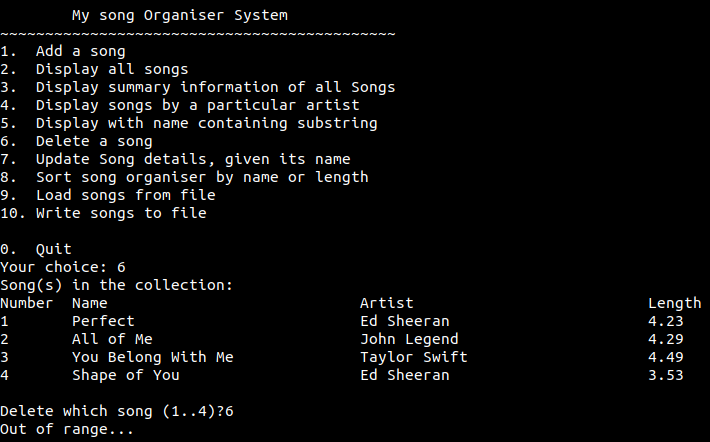 My song Organiser System
~~~~~~~~~~~~~~~~~~~~~~~~~~~~~~~~~~~~~~~~~~~~
1.  Add a song
2.  Display all songs
3.  Display summary information of all Songs
4.  Display songs by a particular artist
5.  Display with name containing substring
6.  Delete a song
7.  Update Song details, given its name
8.  Sort song organiser by name or length
9.  Load songs from file
10. Write songs to file
0.  Quit
Your choice: 6
Song(s) in the collection:
Number  Name                            Artist                          Length
1       Perfect                         Ed Sheeran                      4.23
2       All of Me                       John Legend                     4.29
3       You Belong With Me              Taylor Swift                    4.49
4       Shape of You                    Ed Sheeran                      3.53
Delete which song (1..4)?6
Out of range...